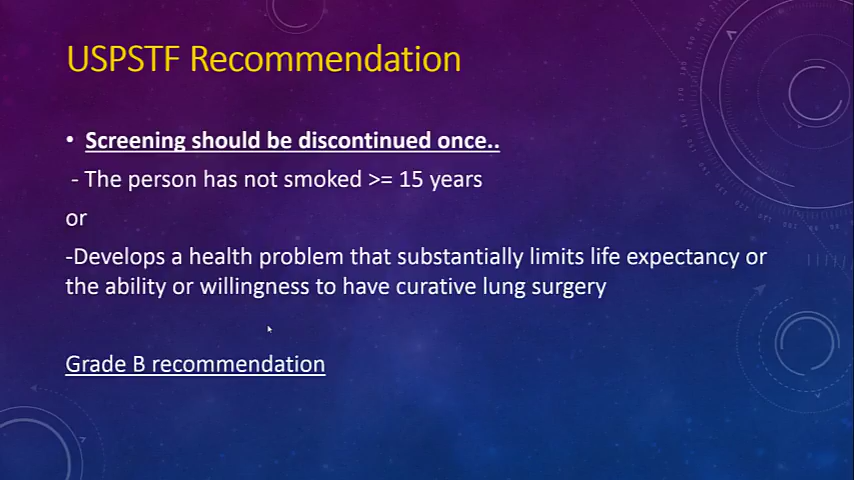 USPSTF Recommendation
• Screening should be discontinued once..
- The person has not smoked >= 15 years
or
-Develops a health problem that substantially limits life expectancy or
the ability or willingness to have curative lung surgery
Grade B recommendation